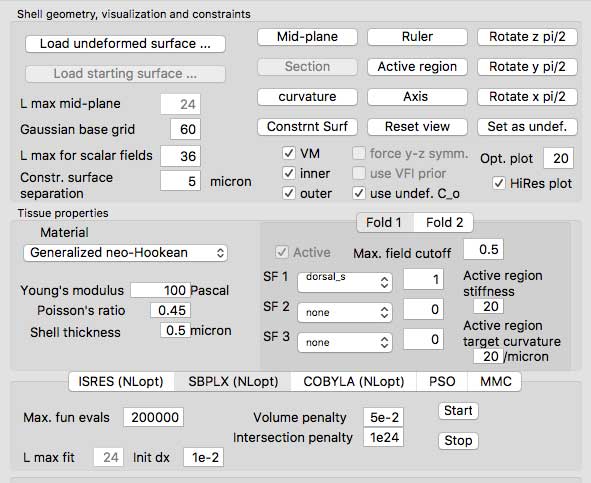 Shell geometry, visualization and constraints
Load undeformed surface ... Mid-plane Ruler Rotate z pi/2
Load starting surface ... Section Active region Rotate y pi/2
L max mid-plane 24 curvature Axis Rotate x pi/2
Gaussian base grid 60 Constrnt Surf Reset view Set as undef.
L max for scalar fields 36 VM force y-z symm. Opt. plot 20
Constr. surface separation 5 micron inner use VFI prior HiRes plot
outer use undef. C_o
Tissue properties
Material
Generalized neo-Hookean
Young's modulus 100 Pascal
Poisson's ratio 0.45
Shell thickness 0.5 micron
Fold 1 Fold 2
Active Max. field cutoff 0.5
SF 1 dorsal_s 1 Active region
stiffness
SF 2 none 0 20
SF 3 none 0 Active region
target curvature
20 /micron
ISRES (NLopt) SBPLX (NLopt) COBYLA (NLopt) PSO MMC
Max. fun evals 200000 Volume penalty 5e-2 Start
Intersection penalty 1e24 Stop
L max fit 24 Init dx 1e-2